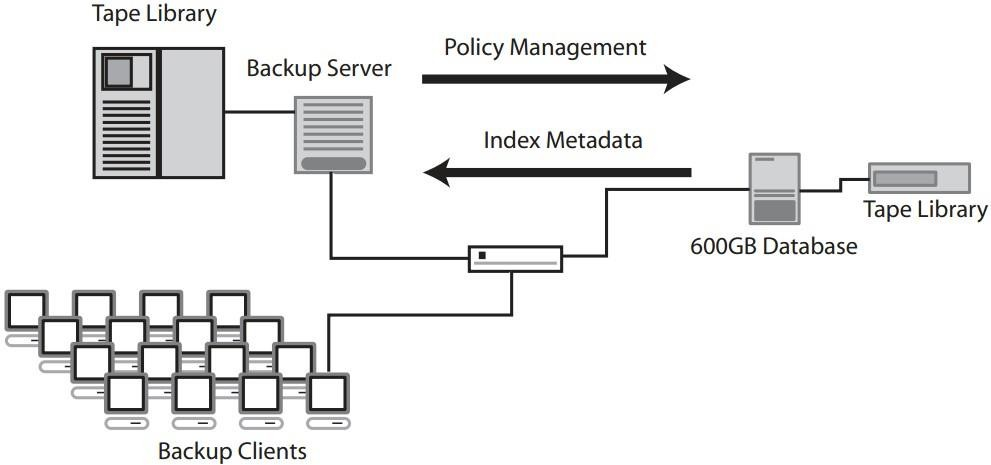 Tape Library
Backup Server
Policy Management
Index Metadata
Tape Library
600GB Database
Backup Clients